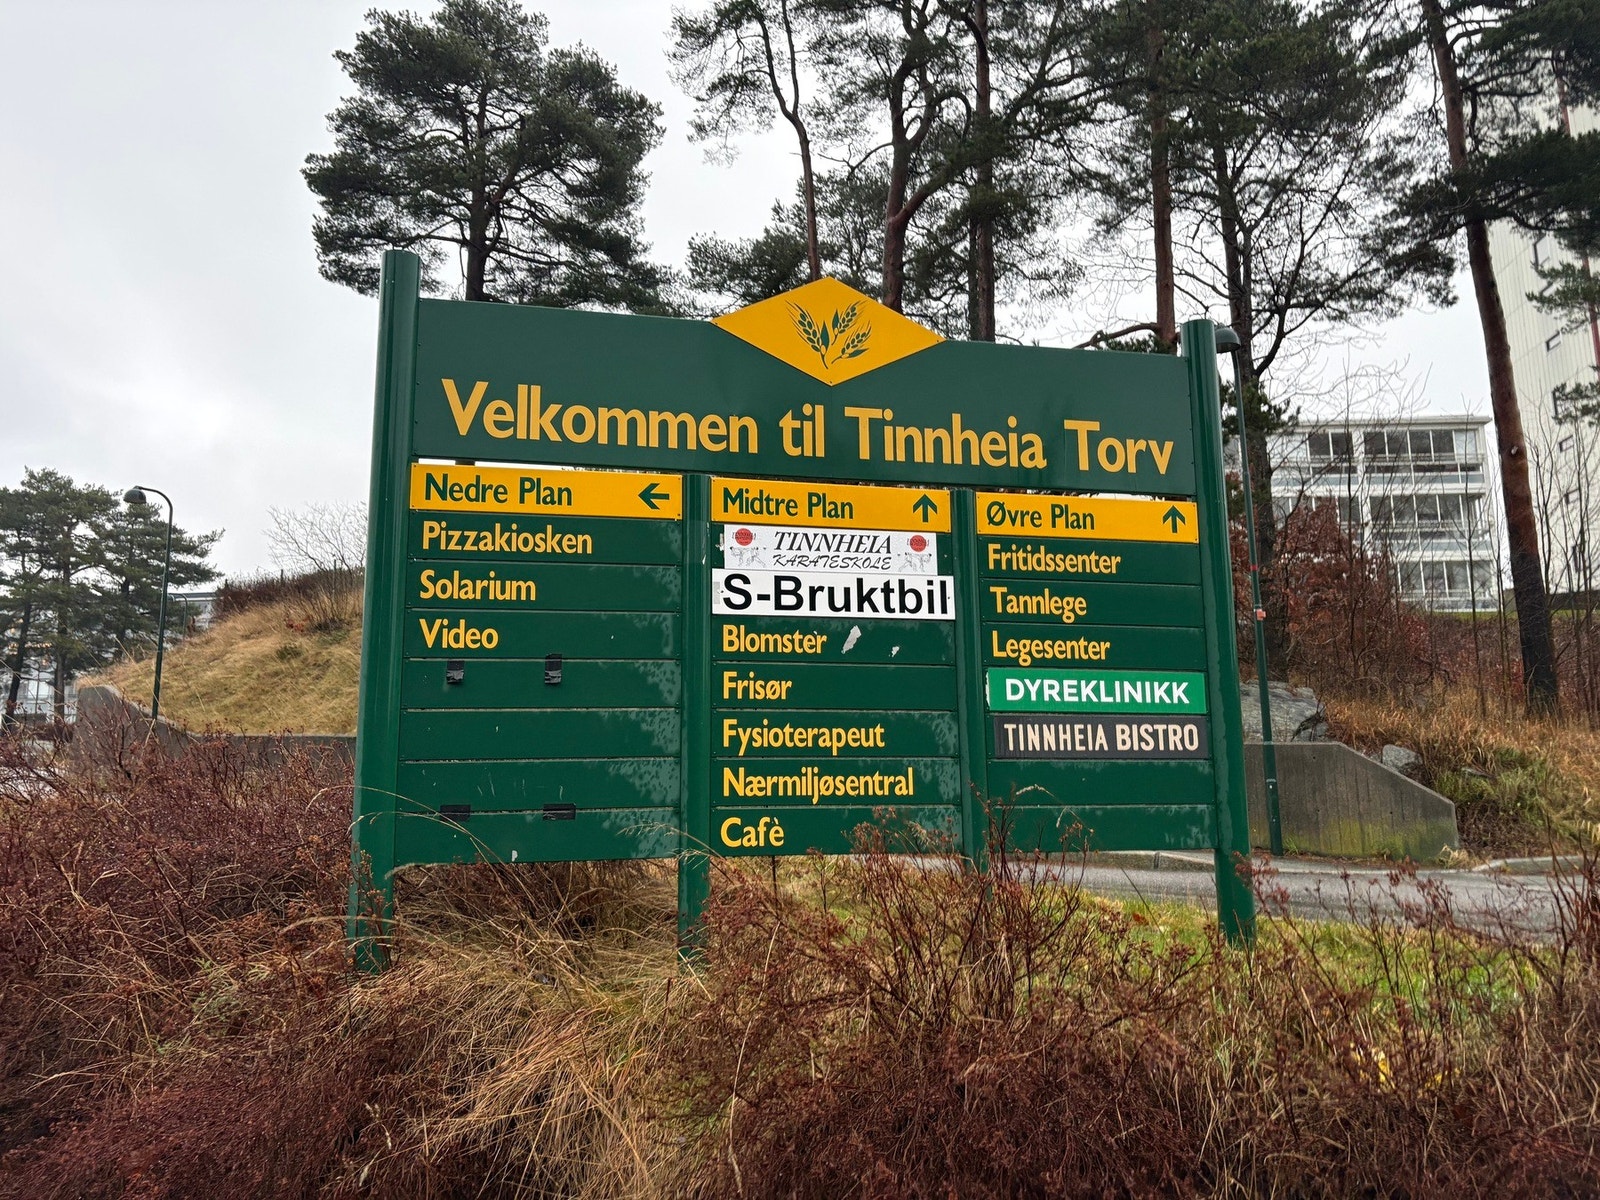 Velkommen til Tinnheia Torv
Nedre Plan ←
Pizzakiosken
Solarium
Video
Midtre Plan ↑
TINNHEIA
KARATESKOLE
S-Bruktbil
Blomster
Frisør
Fysioterapeut
Nærmiljøsentral
Cafè
Øvre Plan ↑
Fritidssenter
Tannlege
Legesenter
DYREKLINIKK
TINNHEIA BISTRO